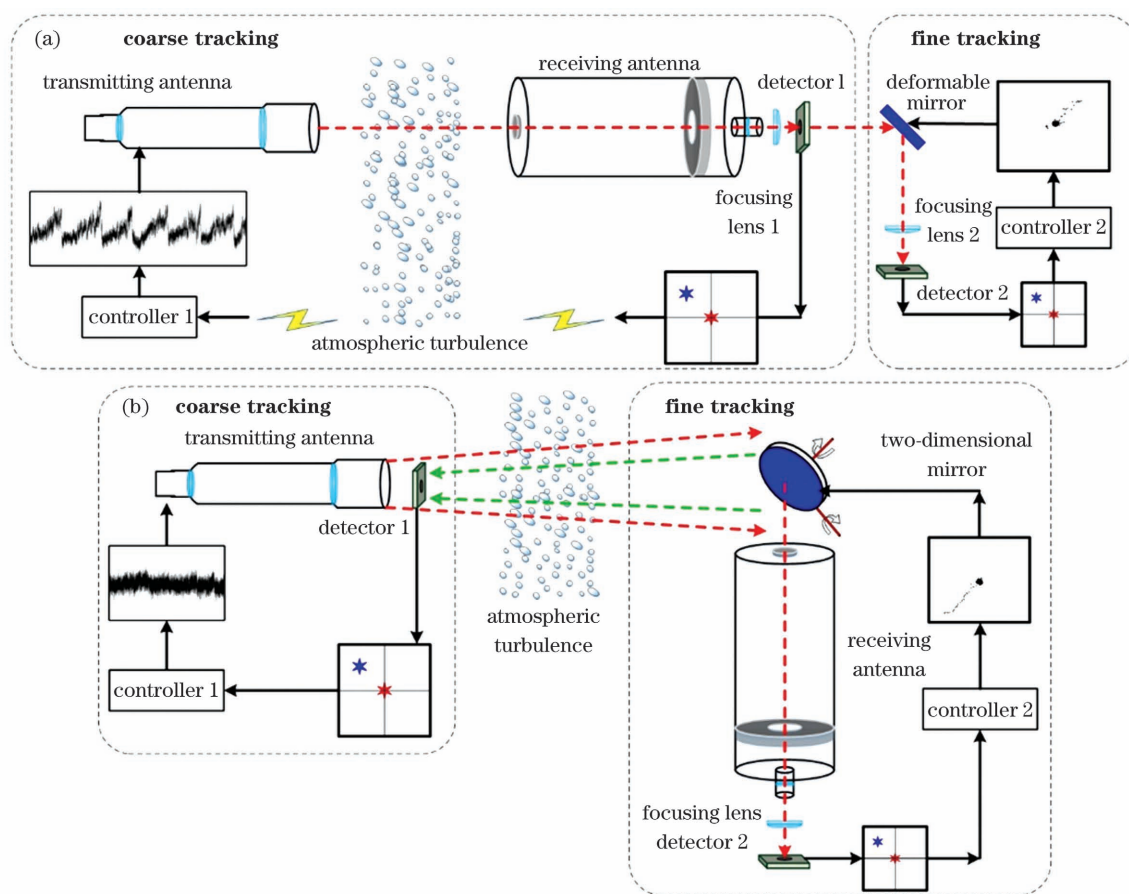 (a)
coarse tracking
transmitting antenna
receiving antenna
detector l
focusing
lens 1
controller 1
atmospheric turbulence
fine tracking
deformable
mirror
focusing
lens 2
controller 2
detector 2
(b)
coarse tracking
transmitting antenna
detector 1
controller 1
atmospheric
turbulence
fine tracking
two-dimensional
mirror
receiving
antenna
controller 2
focusing lens
detector 2